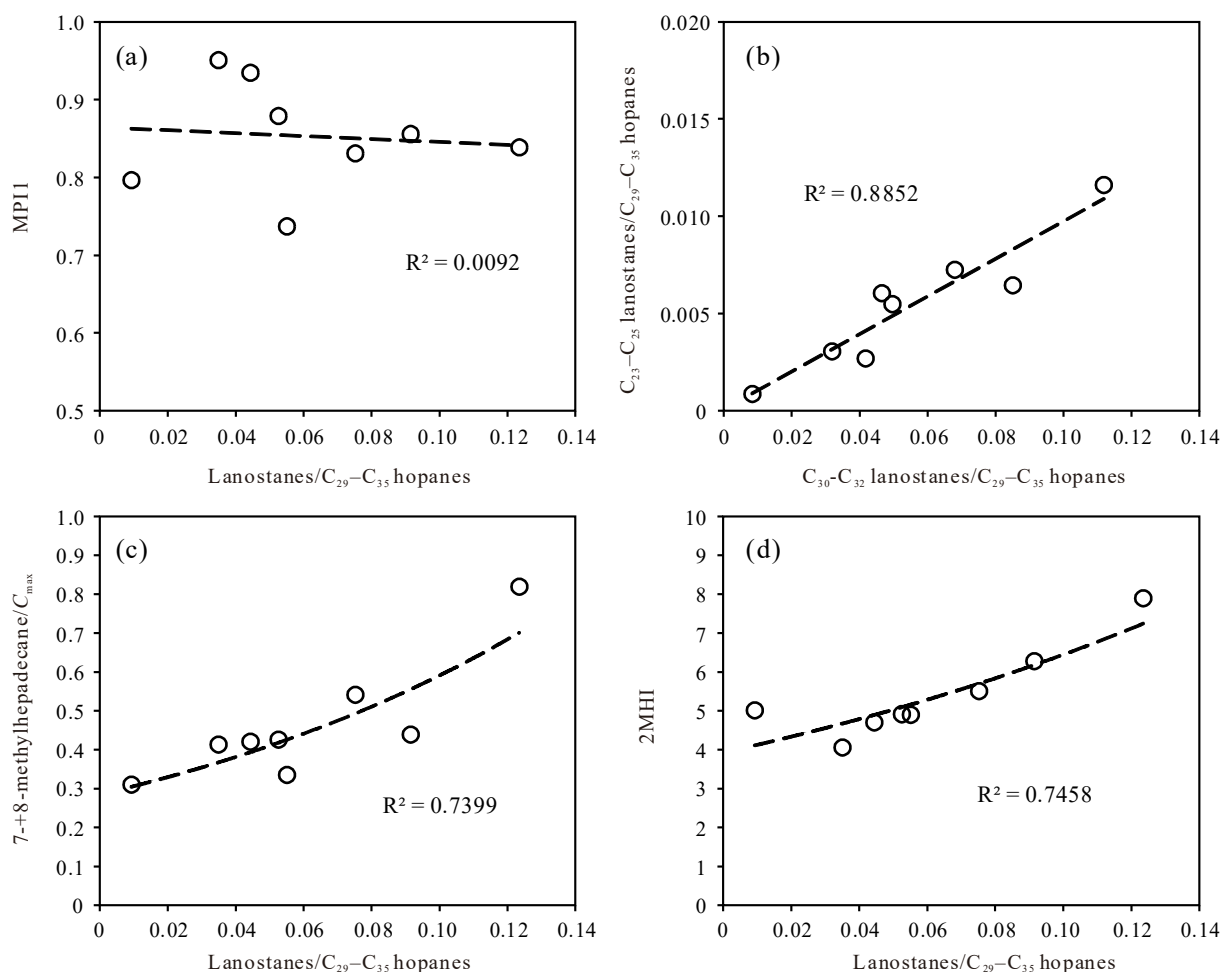 1.0
0.9
0.8
0.7
0.6
0.5
MPI1
(a)
R² = 0.0092
0 0.02 0.04 0.06 0.08 0.10 0.12 0.14
Lanostanes/C₂₉–C₃₅ hopanes
0.020
0.015
0.010
0.005
0
C₂₃–C₂₅ lanostanes/C₂₉–C₃₅ hopanes
(b)
R² = 0.8852
0 0.02 0.04 0.06 0.08 0.10 0.12 0.14
C₃₀-C₃₂ lanostanes/C₂₉–C₃₅ hopanes
1.0
0.9
0.8
0.7
0.6
0.5
0.4
0.3
0.2
0.1
0
7-+8-methylhepadecane/Cmax
(c)
R² = 0.7399
0 0.02 0.04 0.06 0.08 0.10 0.12 0.14
Lanostanes/C₂₉–C₃₅ hopanes
10
9
8
7
6
5
4
3
2
1
0
2MHI
(d)
R² = 0.7458
0 0.02 0.04 0.06 0.08 0.10 0.12 0.14
Lanostanes/C₂₉–C₃₅ hopanes